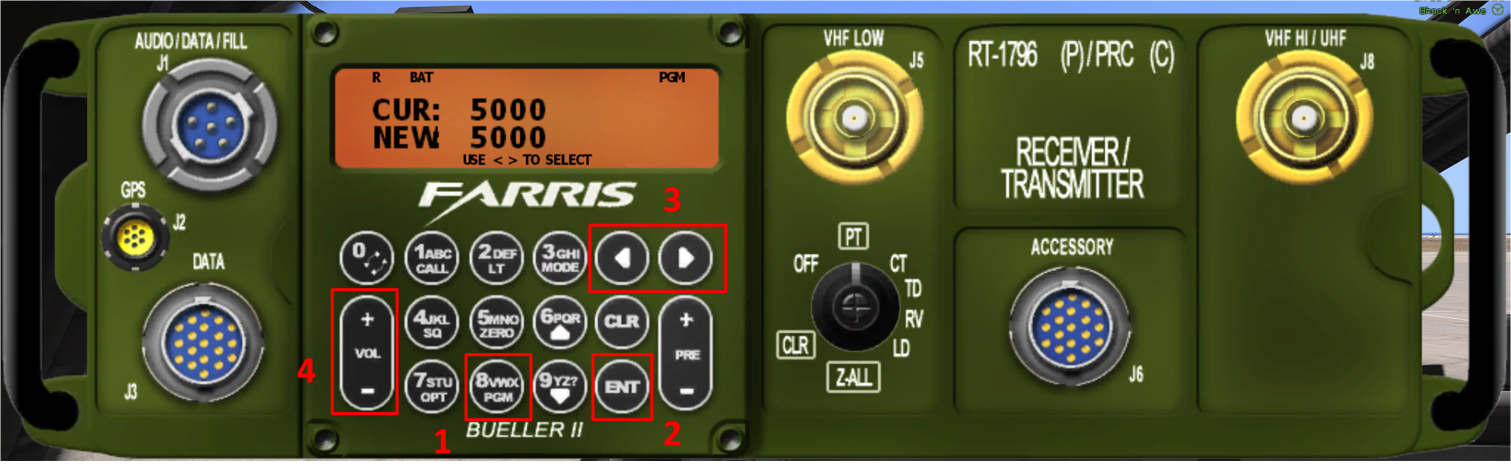 Shock 'n Awe
AUDIO / DATA / FILL
J1
GPS
J2
DATA
J3
R BAT PGM
CUR: 5000
NEW: 5000
USE < > TO SELECT
FARRIS
3
0
1ABC
CALL
2DEF
LT
3GHI
MODE
+
VOL
-
4
4JKL
SQ
5MNO
ZERO
6PQR
CLR
+
PRE
-
7STU
OPT
8VWX
PGM
9YZ?
ENT
1
BUELLER II
2
VHF LOW
J5
PT
OFF
CT
TD
RV
LD
CLR
Z-ALL
RT-1796 (P)/PRC (C)
RECEIVER /
TRANSMITTER
ACCESSORY
J6
VHF HI / UHF
J8